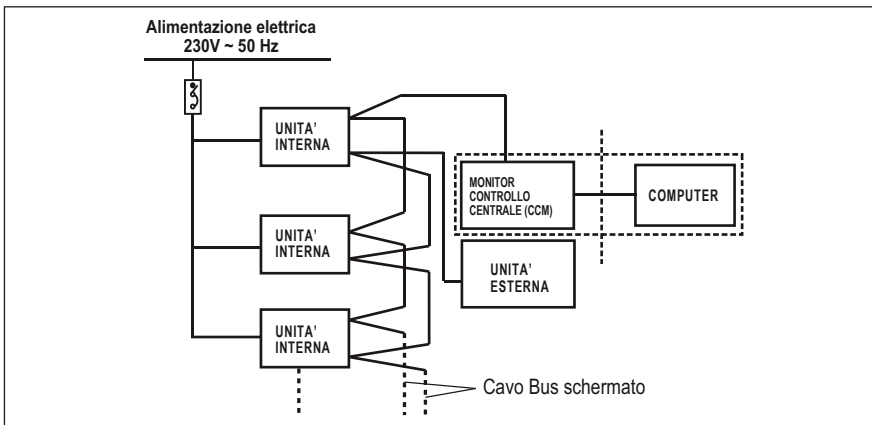 Alimentazione elettrica
230V ~ 50 Hz
UNITA'
INTERNA
MONITOR
CONTROLLO
CENTRALE (CCM)
COMPUTER
UNITA'
INTERNA
UNITA'
ESTERNA
UNITA'
INTERNA
Cavo Bus schermato